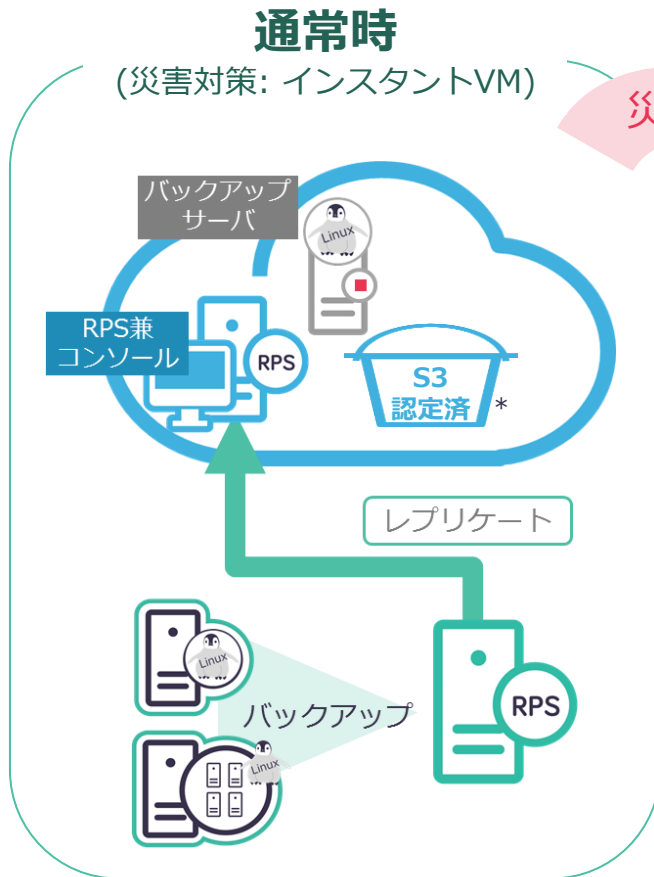 通常時
(災害対策: インスタントVM)
災
バックアップ
サーバ
Linux
RPS兼
コンソール
RPS
S3
認定済
*
レプリケート
Linux
バックアップ
RPS
Linux